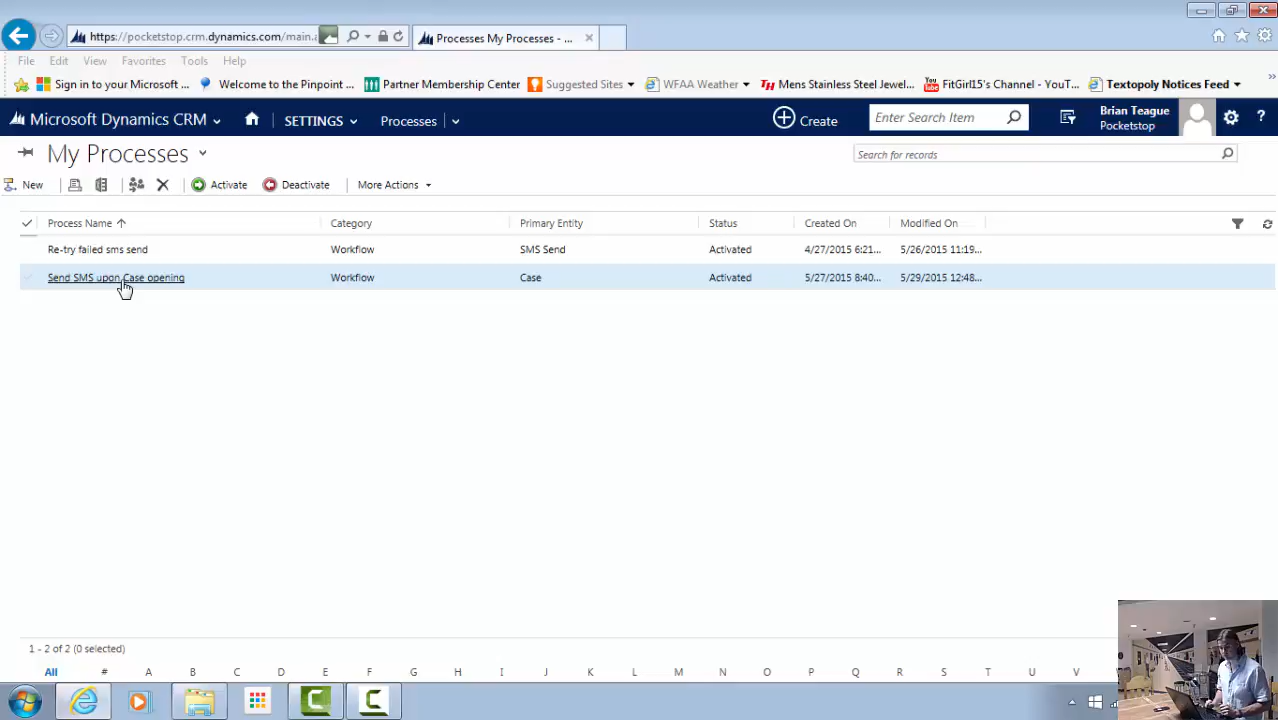 https://pocketstop.crm.dynamics.com/main.a
Processes My Processes - ...
File Edit View Favorites Tools Help
Sign in to your Microsoft ... Welcome to the Pinpoint ... Partner Membership Center Suggested Sites WFAA Weather TH Mens Stainless Steel Jewel... You Tube FitGirl15's Channel - YouT... Textopoly Notices Feed
Microsoft Dynamics CRM SETTINGS Processes Create Enter Search Item Brian Teague
Pocketstop
My Processes Search for records
New Activate Deactivate More Actions
Process Name Category Primary Entity Status Created On Modified On
Re-try failed sms send Workflow SMS Send Activated 4/27/2015 6:21... 5/26/2015 11:19...
Send SMS upon Case opening Workflow Case Activated 5/27/2015 8:40... 5/29/2015 12:48...
1 - 2 of 2 (0 selected)
All # A B C D E F G H I J K L M N O P Q R S T U V